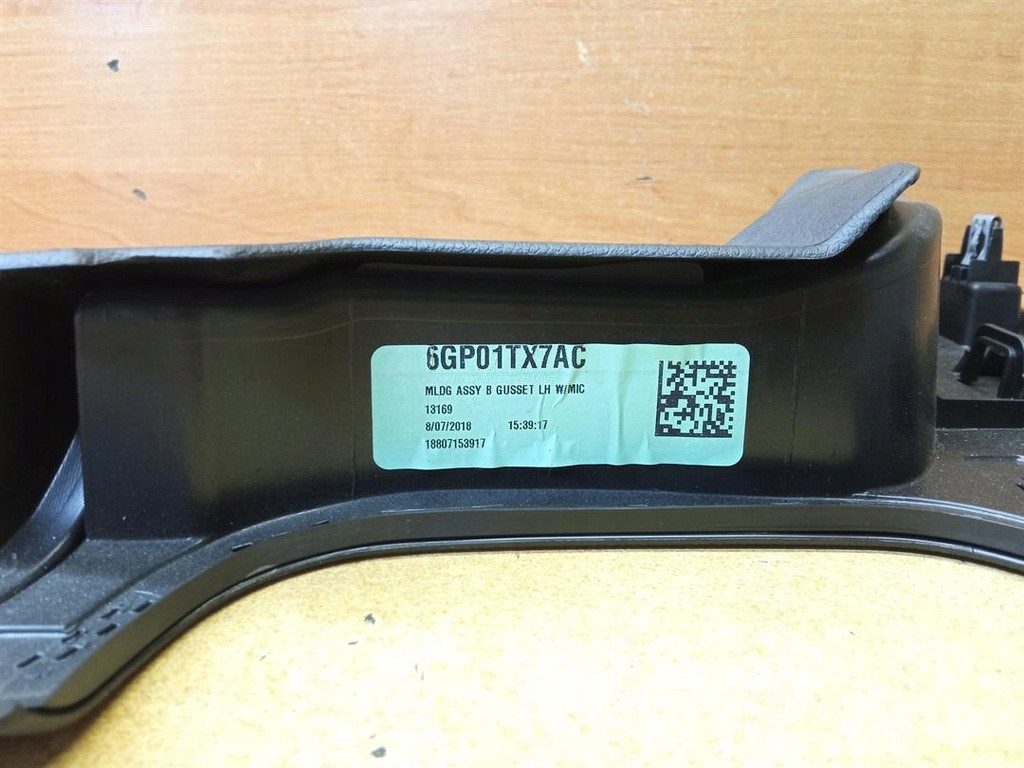 6GP01TX7AC
MLDG ASSY B GUSSET LH W/MIC
13169
8/07/2018 15:39:17
18807153917